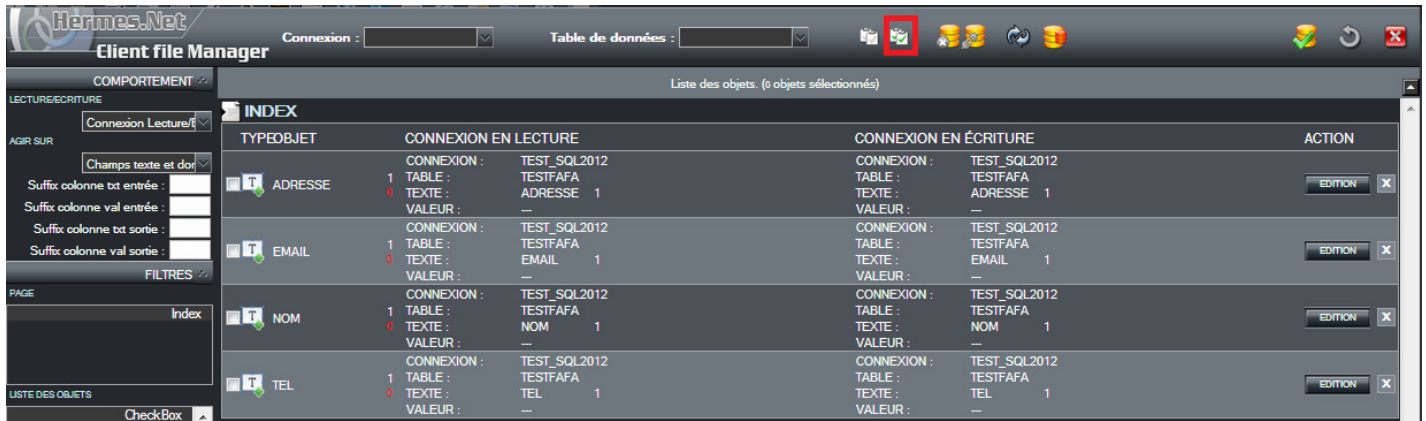 Hermes.Net
Client file Manager
Connexion :
Table de données :
COMPORTEMENT
Liste des objets. (0 objets sélectionnés)
LECTURE/ECRITURE
Connexion Lecture/E
AGIR SUR
Champs texte et dor
Suffix colonne txt entrée :
Suffix colonne val entrée :
Suffix colonne txt sortie :
Suffix colonne val sortie :
FILTRES
PAGE
Index
LISTE DES OBJETS
CheckBox
INDEX
TYPE OBJET CONNEXION EN LECTURE CONNEXION EN ÉCRITURE ACTION
CONNEXION : TEST_SQL2012 CONNEXION : TEST_SQL2012
1 TABLE : TESTFAFA TABLE : TESTFAFA
T ADRESSE EDITION X
0 TEXTE : ADRESSE 1 TEXTE : ADRESSE 1
VALEUR : --- VALEUR : ---
CONNEXION : TEST_SQL2012 CONNEXION : TEST_SQL2012
1 TABLE : TESTFAFA TABLE : TESTFAFA
T EMAIL EDITION X
0 TEXTE : EMAIL 1 TEXTE : EMAIL 1
VALEUR : --- VALEUR : ---
CONNEXION : TEST_SQL2012 CONNEXION : TEST_SQL2012
1 TABLE : TESTFAFA TABLE : TESTFAFA
T NOM EDITION X
0 TEXTE : NOM 1 TEXTE : NOM 1
VALEUR : --- VALEUR : ---
CONNEXION : TEST_SQL2012 CONNEXION : TEST_SQL2012
1 TABLE : TESTFAFA TABLE : TESTFAFA
T TEL EDITION X
0 TEXTE : TEL 1 TEXTE : TEL 1
VALEUR : --- VALEUR : ---